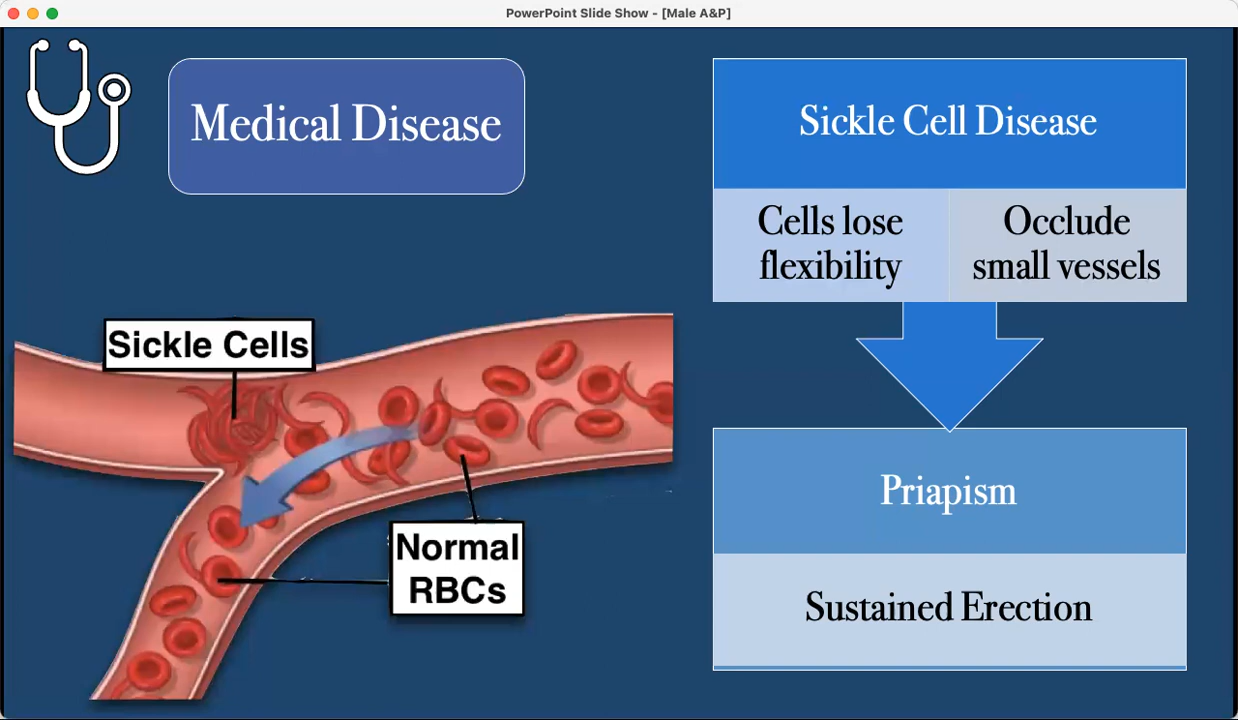 PowerPoint Slide Show - [Male A&P]
Medical Disease
Sickle Cell Disease
Cells lose
flexibility
Occlude
small vessels
Sickle Cells
Normal
RBCs
Priapism
Sustained Erection